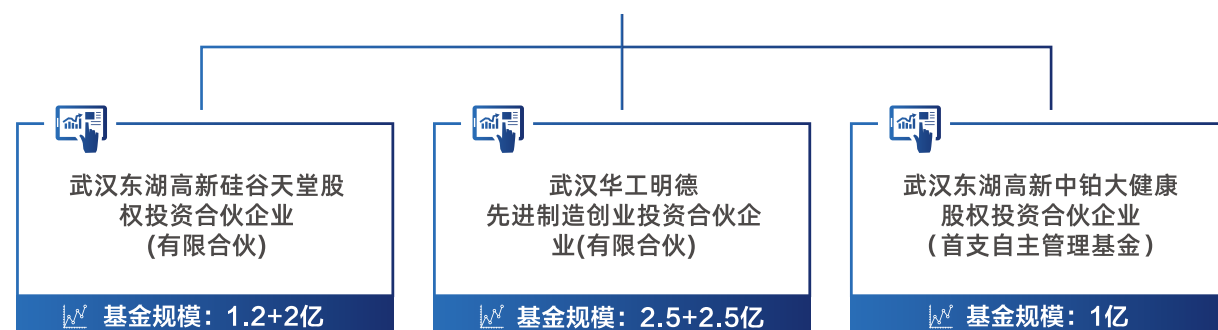 武汉东湖高新硅谷天堂股
权投资合伙企业
(有限合伙)
基金规模：1.2+2亿
武汉华工明德
先进制造创业投资合伙企
业(有限合伙)
基金规模：2.5+2.5亿
武汉东湖高新中铂大健康
股权投资合伙企业
（首支自主管理基金）
基金规模：1亿